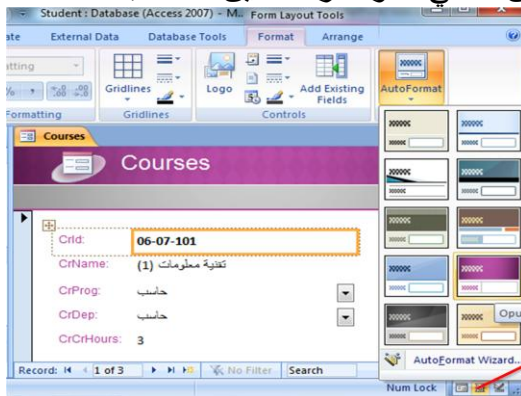 Student : Database (Access 2007) - M...
Form Layout Tools
ate External Data Database Tools Format Arrange
atting
Gridlines
Logo
Add Existing Fields
AutoFormat
Formatting Gridlines Controls
Courses
Courses
CrId: 06-07-101
CrName: تقنية معلومات (1)
CrProg: حاسب
CrDep: حاسب
CrCrHours: 3
Record: 1 of 3 No Filter Search
Opu
AutoFormat Wizard...
Num Lock